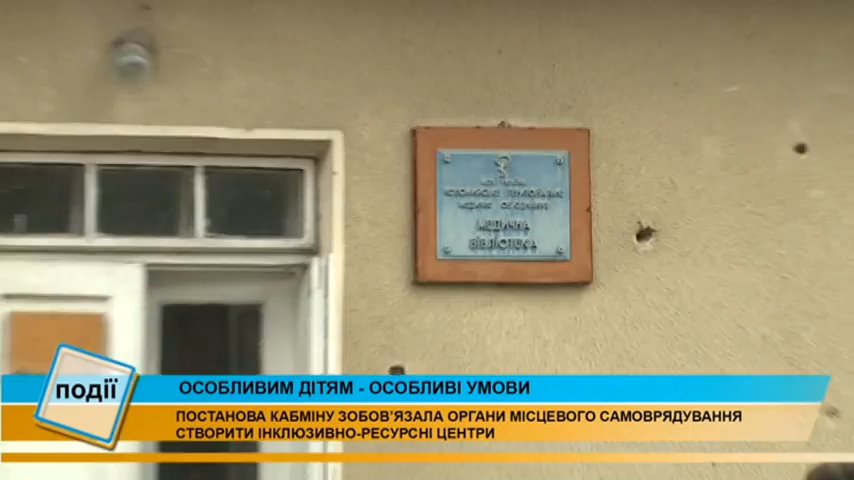 МЕДИЧНА
БІБЛІОТЕКА
ПОДІЇ
ОСОБЛИВИМ ДІТЯМ - ОСОБЛИВІ УМОВИ
ПОСТАНОВА КАБМІНУ ЗОБОВ'ЯЗАЛА ОРГАНИ МІСЦЕВОГО САМОВРЯДУВАННЯ
СТВОРИТИ ІНКЛЮЗИВНО-РЕСУРСНІ ЦЕНТРИ